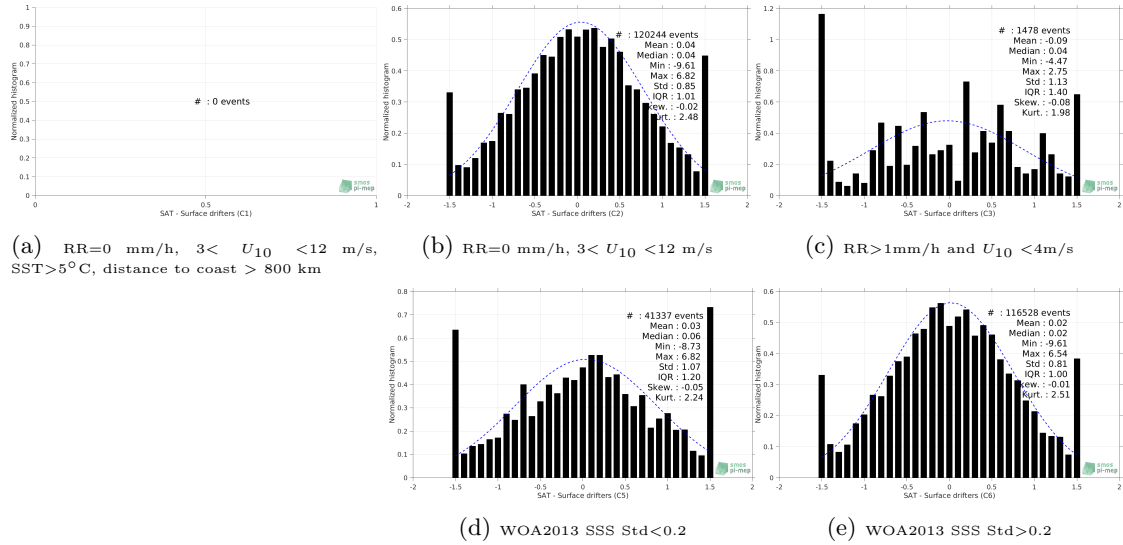 Normalized histogram
1
0.9
0.8
0.7
0.6
0.5
0.4
0.3
0.2
0.1
0
# : 0 events
smos
pi-mep
0 0.5 1
SAT - Surface drifters (C1)
(a) RR=0 mm/h, 3< U10 <12 m/s,
SST>5°C, distance to coast > 800 km
Normalized histogram
0.6
0.5
0.4
0.3
0.2
0.1
0
# : 120244 events
Mean : 0.04
Median : 0.04
Min : -9.61
Max : 6.82
Std : 0.85
IQR : 1.01
Skew. : -0.02
Kurt. : 2.48
smos
pi-mep
-2 -1.5 -1 -0.5 0 0.5 1 1.5 2
SAT - Surface drifters (C2)
(b) RR=0 mm/h, 3< U10 <12 m/s
Normalized histogram
1.2
1
0.8
0.6
0.4
0.2
0
# : 1478 events
Mean : -0.09
Median : 0.04
Min : -4.47
Max : 2.75
Std : 1.13
IQR : 1.40
Skew. : -0.08
Kurt. : 1.98
smos
pi-mep
-2 -1.5 -1 -0.5 0 0.5 1 1.5 2
SAT - Surface drifters (C3)
(c) RR>1mm/h and U10 <4m/s
Normalized histogram
0.8
0.7
0.6
0.5
0.4
0.3
0.2
0.1
0
# : 41337 events
Mean : 0.03
Median : 0.06
Min : -8.73
Max : 6.82
Std : 1.07
IQR : 1.20
Skew. : -0.05
Kurt. : 2.24
smos
pi-mep
-2 -1.5 -1 -0.5 0 0.5 1 1.5 2
SAT - Surface drifters (C5)
(d) WOA2013 SSS Std<0.2
Normalized histogram
0.6
0.5
0.4
0.3
0.2
0.1
0
# : 116528 events
Mean : 0.02
Median : 0.02
Min : -9.61
Max : 6.54
Std : 0.81
IQR : 1.00
Skew. : -0.01
Kurt. : 2.51
smos
pi-mep
-2 -1.5 -1 -0.5 0 0.5 1 1.5 2
SAT - Surface drifters (C6)
(e) WOA2013 SSS Std>0.2